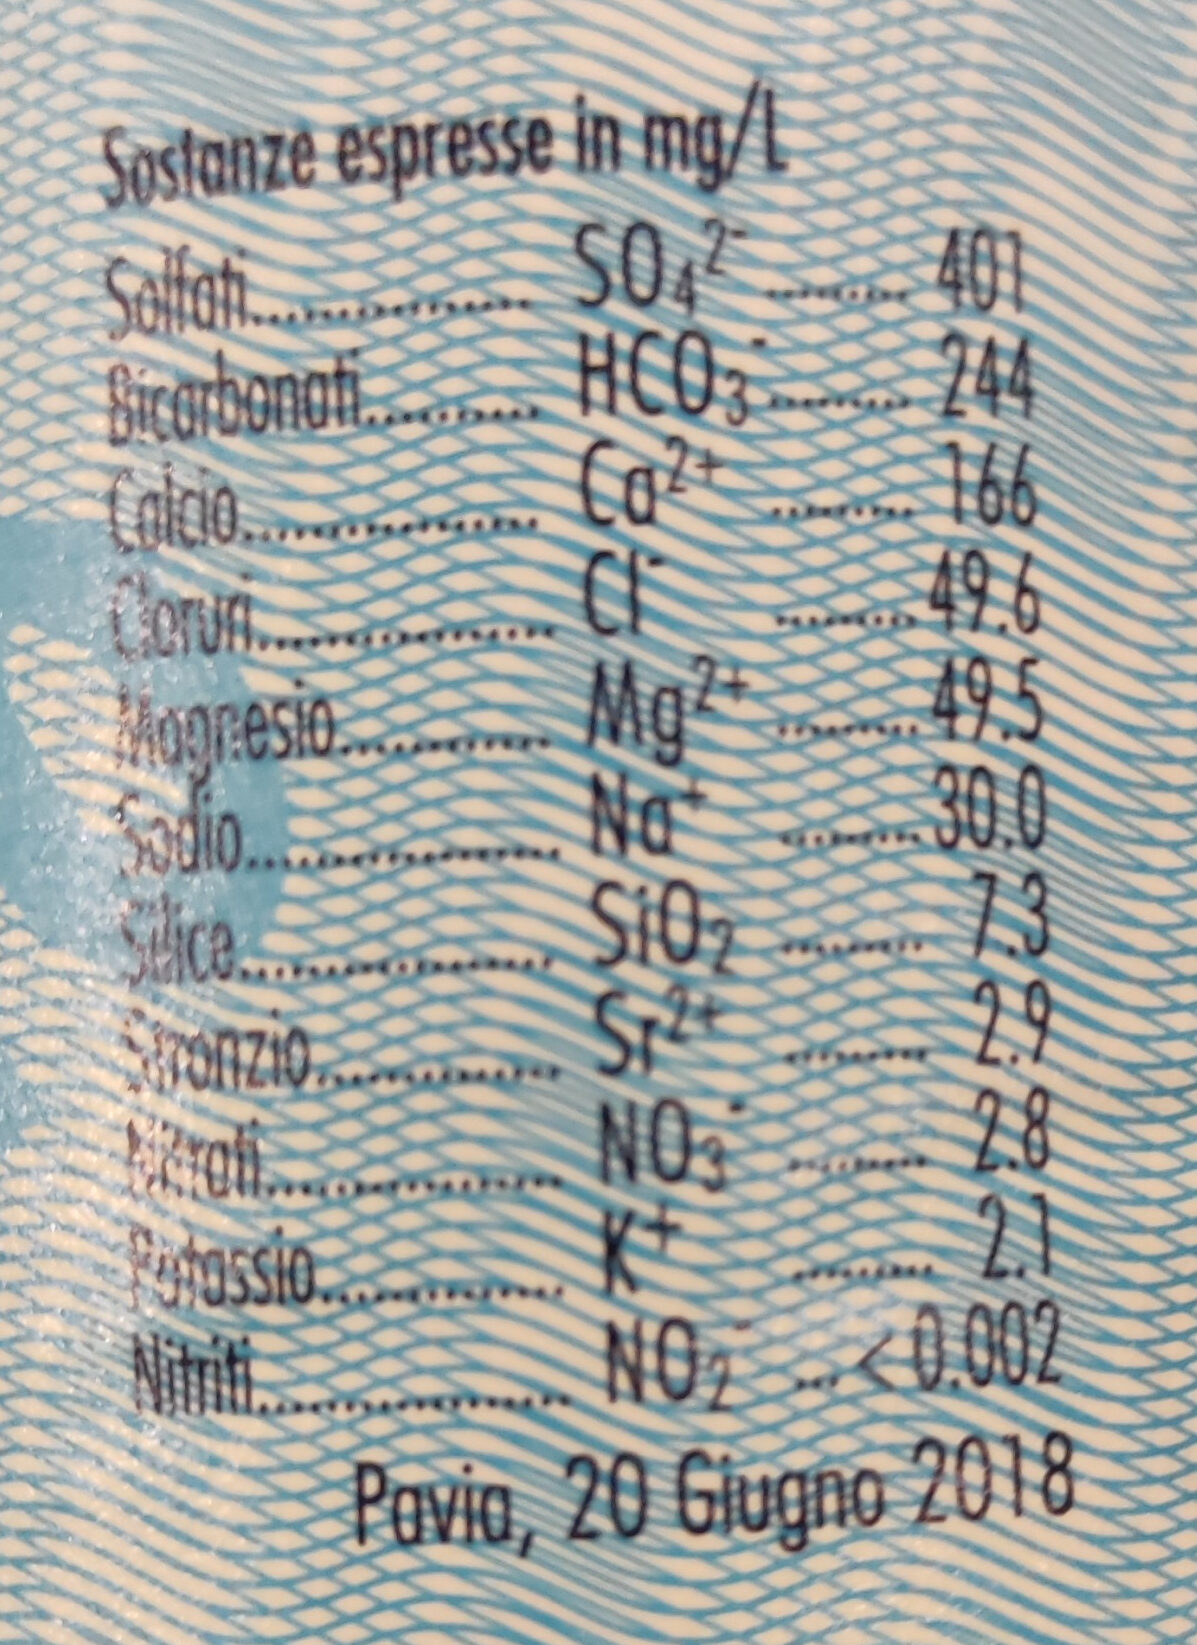 Sostanze espresse in mg/L
Solfati............... SO₄²⁻ ......... 401
Bicarbonati......... HCO₃⁻ ......... 244
Calcio............... Ca²⁺ ......... 166
Cloruri............... Cl⁻ ......... 49.6
Magnesio........... Mg²⁺ ......... 49.5
Sodio................ Na⁺ ......... 30.0
Silice................. SiO₂ ......... 7.3
Stronzio............. Sr²⁺ ......... 2.9
Nitrati................ NO₃⁻ ......... 2.8
Potassio............. K⁺ ......... 2.1
Nitriti................. NO₂⁻ ... <0.002
Pavia, 20 Giugno 2018